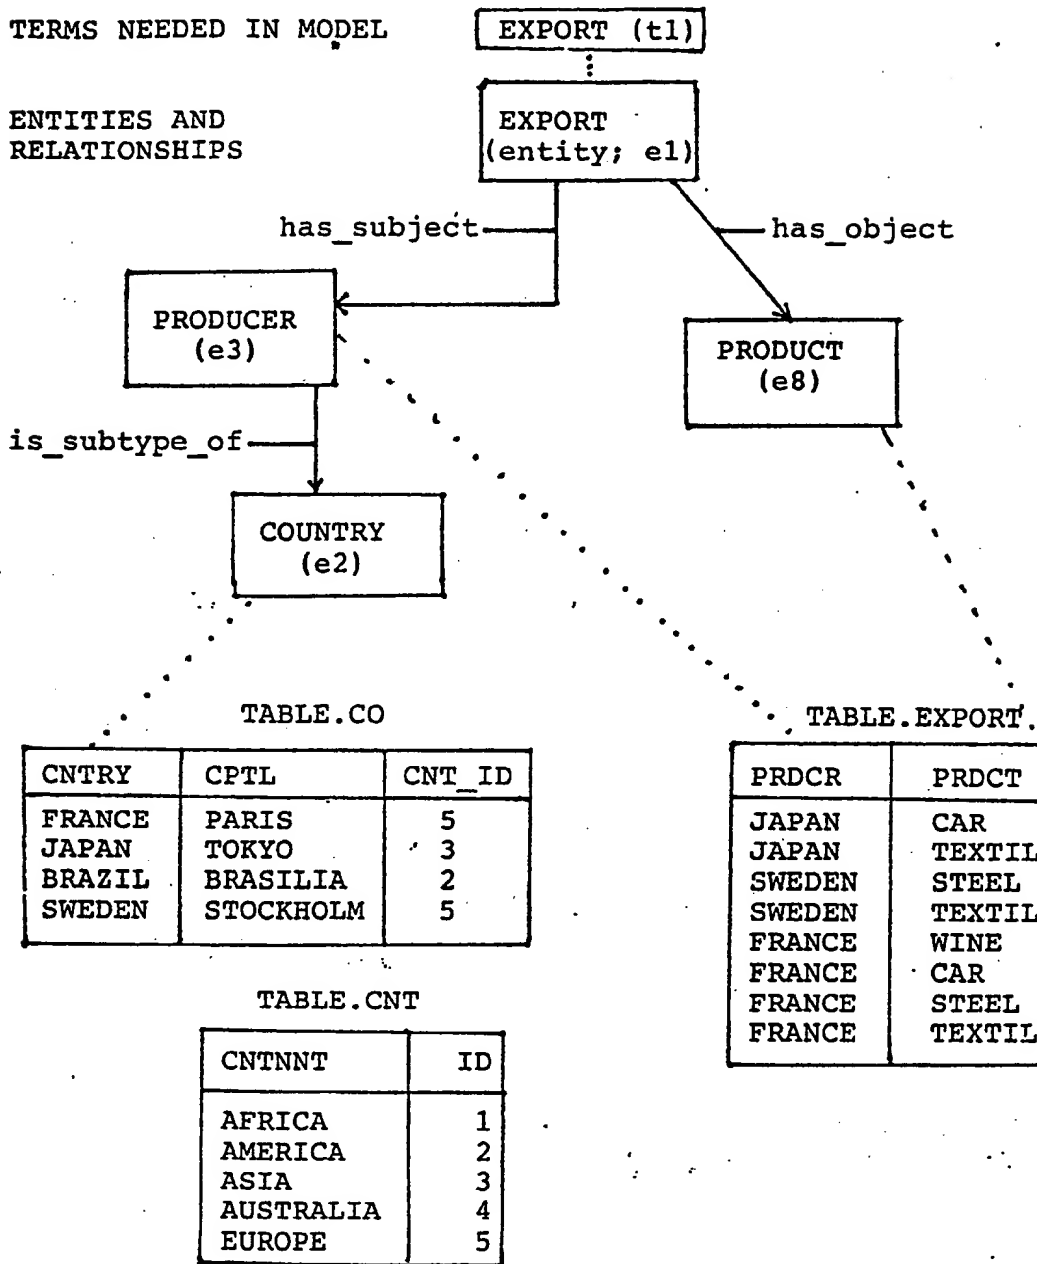 TERMS NEEDED IN MODEL
EXPORT (t1)
ENTITIES AND
RELATIONSHIPS
EXPORT
(entity; e1)
has_subject
has_object
PRODUCER
(e3)
PRODUCT
(e8)
is_subtype_of
COUNTRY
(e2)
TABLE.CO
CNTRY CPTL CNT_ID
FRANCE PARIS 5
JAPAN TOKYO 3
BRAZIL BRASILIA 2
SWEDEN STOCKHOLM 5
TABLE.EXPORT.
PRDCR PRDCT
JAPAN CAR
JAPAN TEXTIL
SWEDEN STEEL
SWEDEN TEXTIL
FRANCE WINE
FRANCE CAR
FRANCE STEEL
FRANCE TEXTIL
TABLE.CNT
CNTNNT ID
AFRICA 1
AMERICA 2
ASIA 3
AUSTRALIA 4
EUROPE 5